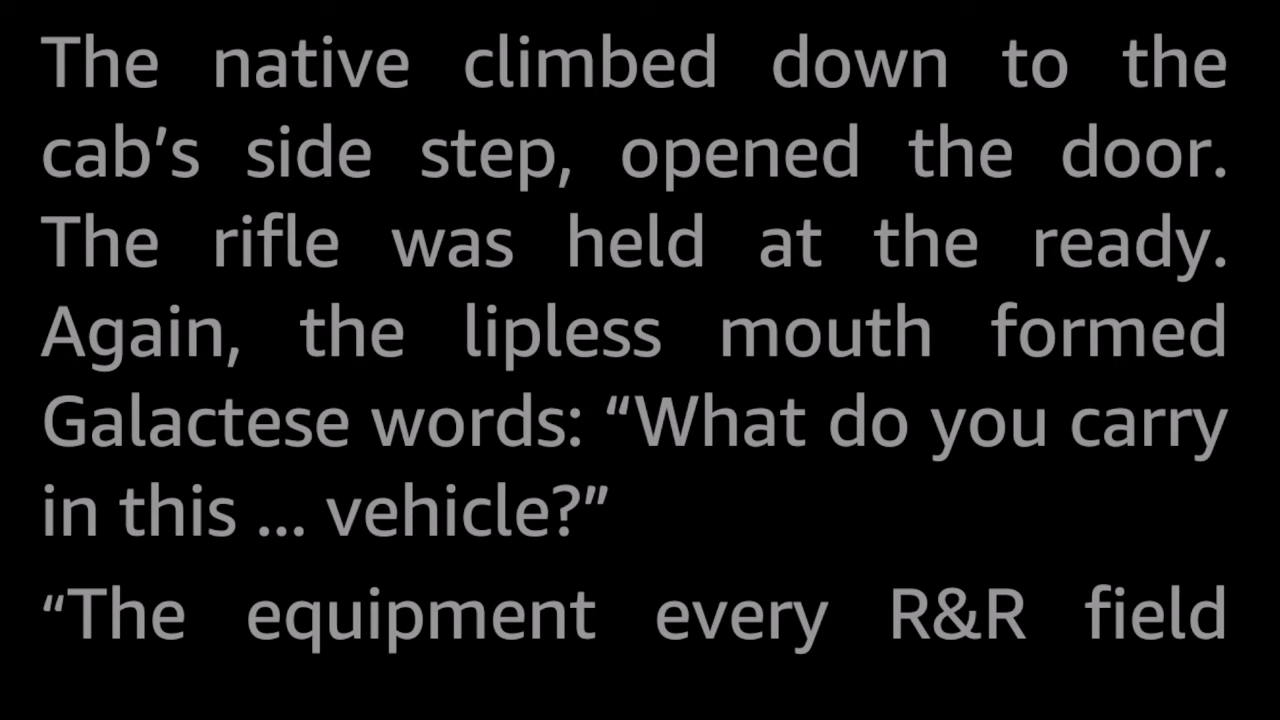 The native climbed down to the
cab’s side step, opened the door.
The rifle was held at the ready.
Again, the lipless mouth formed
Galactese words: “What do you carry
in this ... vehicle?”
“The equipment every R&R field